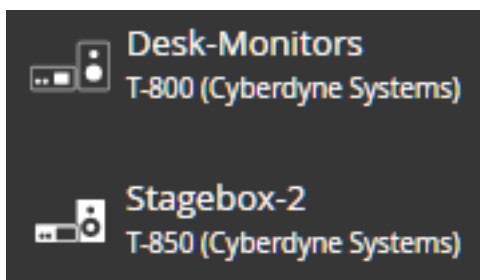 Desk-Monitors
T-800 (Cyberdyne Systems)
Stagebox-2
T-850 (Cyberdyne Systems)